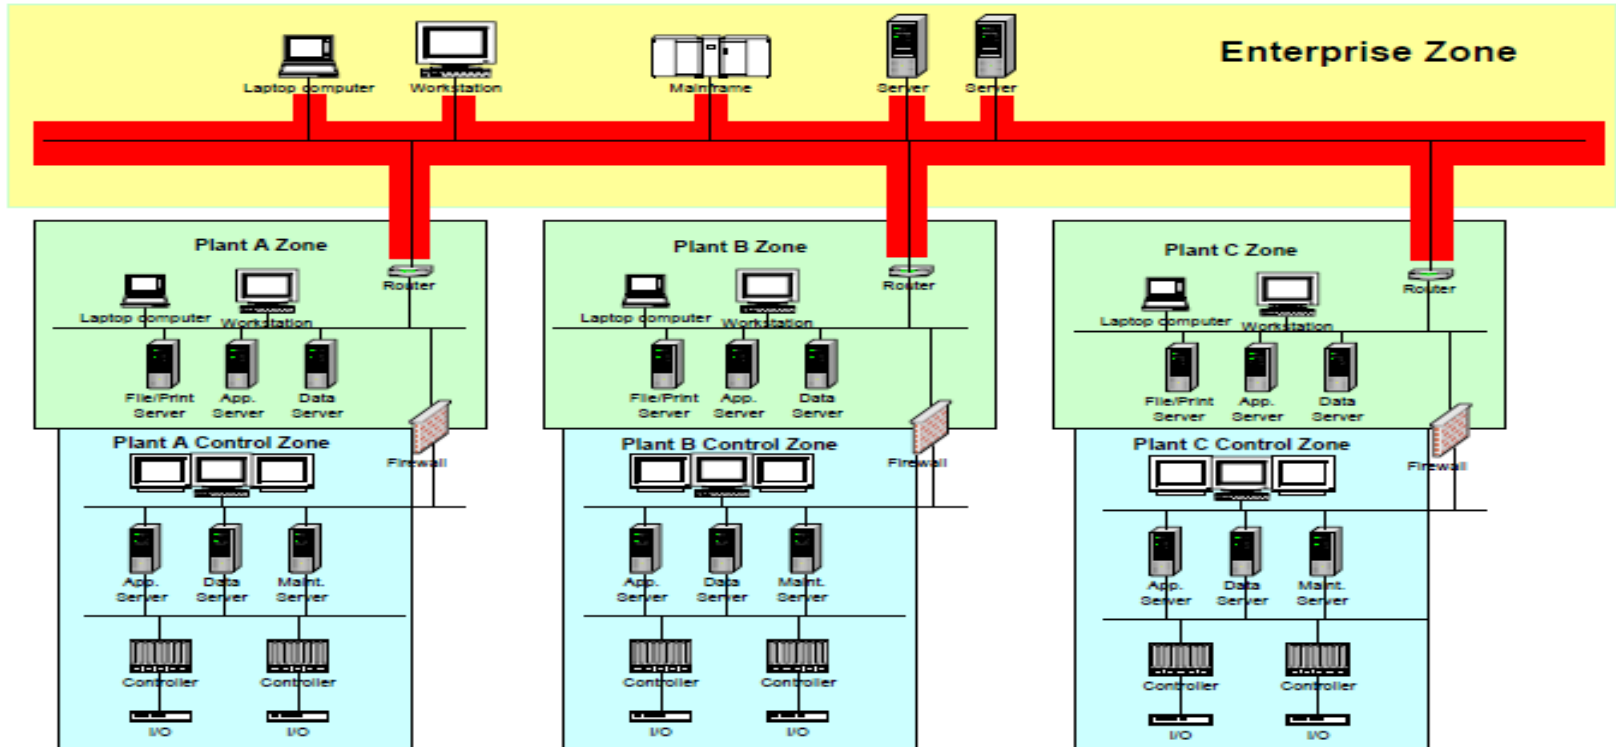 Enterprise Zone
Laptop computer
Workstation
Mainframe
Server
Server
Plant A Zone
Router
Laptop computer
Workstation
File/Print
Server
App.
Server
Data
Server
Firewall
Plant A Control Zone
App.
Server
Data
Server
Maint.
Server
Controller
Controller
I/O
I/O
Plant B Zone
Router
Laptop computer
Workstation
File/Print
Server
App.
Server
Data
Server
Firewall
Plant B Control Zone
App.
Server
Data
Server
Maint.
Server
Controller
Controller
I/O
I/O
Plant C Zone
Router
Laptop computer
Workstation
File/Print
Server
App.
Server
Data
Server
Firewall
Plant C Control Zone
App.
Server
Data
Server
Maint.
Server
Controller
Controller
I/O
I/O